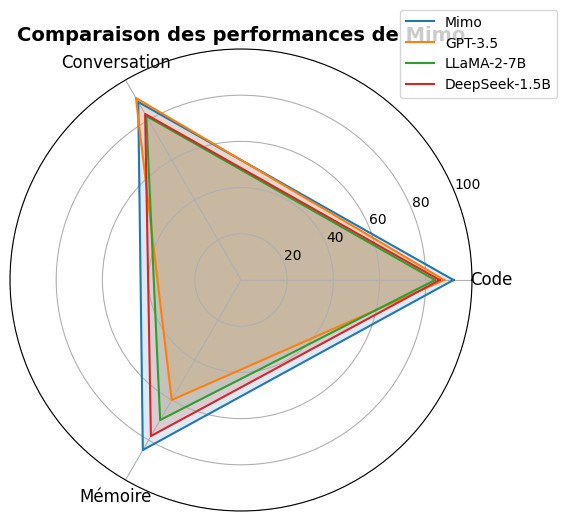 Comparaison des performances de Mimo
Mimo
GPT-3.5
LLaMA-2-7B
DeepSeek-1.5B
Conversation
100
80
60
40
20
Code
Mémoire